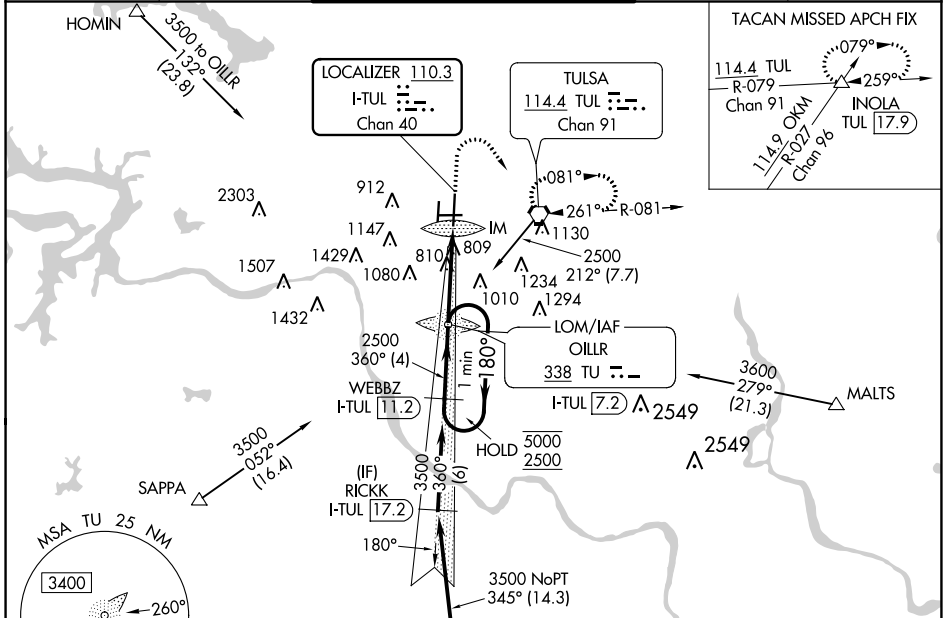 HOMIN
3500 to OILLR
132°
(23.8)
LOCALIZER 110.3
I-TUL
Chan 40
TULSA
114.4 TUL
Chan 91
TACAN MISSED APCH FIX
079°
114.4 TUL
R-079
Chan 91
259°
INOLA
TUL 17.9
114.9 OKM
R-027
Chan 96
2303
912
081°
261°
R-081
IM
1147
1130
1429
810
809
2500
212° (7.7)
1507
1080
1234
1010
1294
1432
LOM/IAF
OILLR
338 TU
2500
360° (4)
1 min
180°
WEBBZ
I-TUL 11.2
I-TUL 7.2
2549
3600
279°
(21.3)
MALTS
HOLD
5000
2500
2549
3500
052°
(16.4)
SAPPA
3500
360°
(6)
(IF)
RICKK
I-TUL 17.2
180°
3500 NoPT
345° (14.3)
MSA TU 25 NM
3400
260°